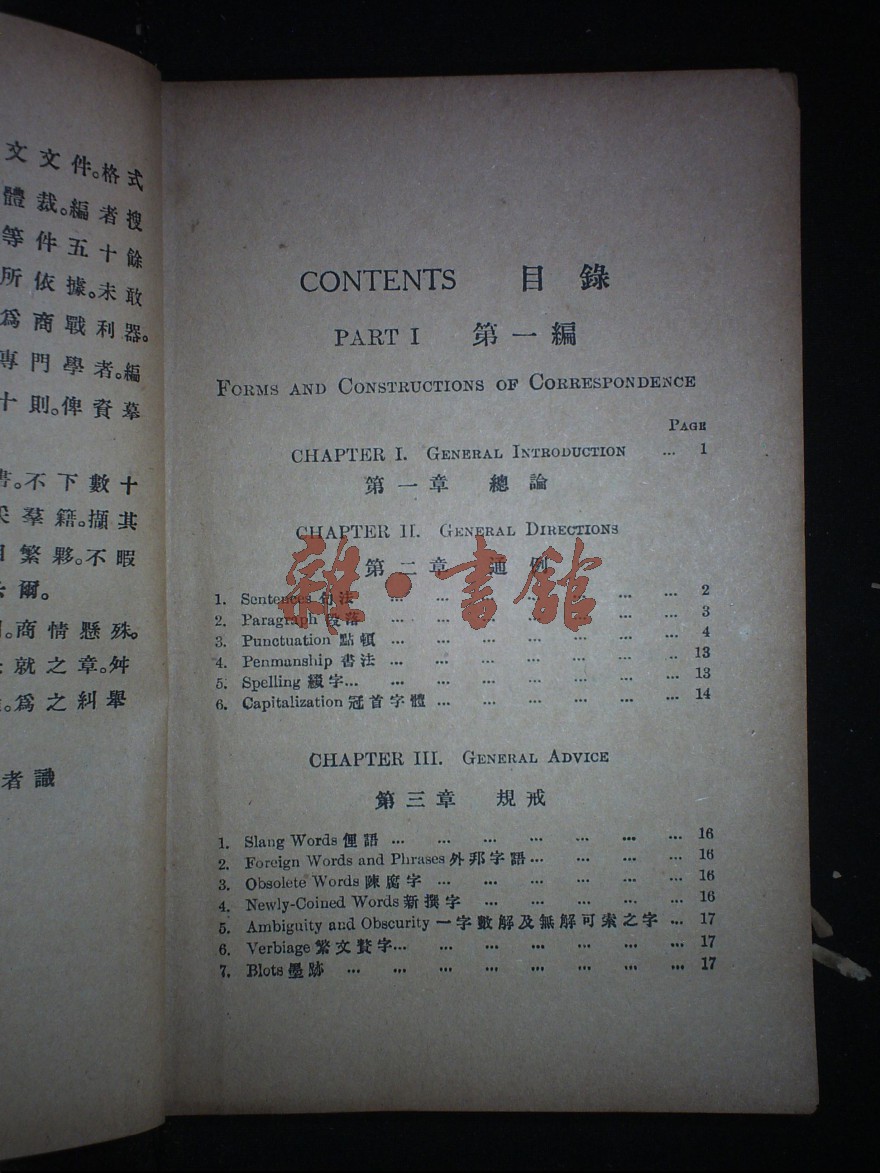 文文件。格式
體裁。編者搜
等件五十餘
所依據。未敢
爲商戰利器。
專門學者。編
十則。俾資摹
書。不下數十
羣籍。擷其
繁夥。不暇
爾。
商情懸殊。
就之章。舛
。爲之糾舉
者識
CONTENTS 目錄
PART I 第一編
FORMS AND CONSTRUCTIONS OF CORRESPONDENCE
PAGE
CHAPTER I. GENERAL INTRODUCTION ... 1
第一章 總論
CHAPTER II. GENERAL DIRECTIONS
第二章 通例
雜·書館
1. Sentences 句法 ... ... ... ... ... ... ... 2
2. Paragraph 段落 ... ... ... ... ... ... ... 3
3. Punctuation 點頓 ... ... ... ... ... ... ... 4
4. Penmanship 書法 ... ... ... ... ... ... ... 13
5. Spelling 綴字... ... ... ... ... ... ... ... 13
6. Capitalization 冠首字體 ... ... ... ... ... ... 14
CHAPTER III. GENERAL ADVICE
第三章 規戒
1. Slang Words 俚語 ... ... ... ... ... ... ... 16
2. Foreign Words and Phrases 外邦字語... ... ... ... 16
3. Obsolete Words 陳腐字 ... ... ... ... ... ... 16
4. Newly-Coined Words 新撰字 ... ... ... ... ... 16
5. Ambiguity and Obscurity 一字數解及無解可索之字 ... 17
6. Verbiage 繁文贅字... ... ... ... ... ... ... 17
7. Blots 墨跡 ... ... ... ... ... ... ... ... 17